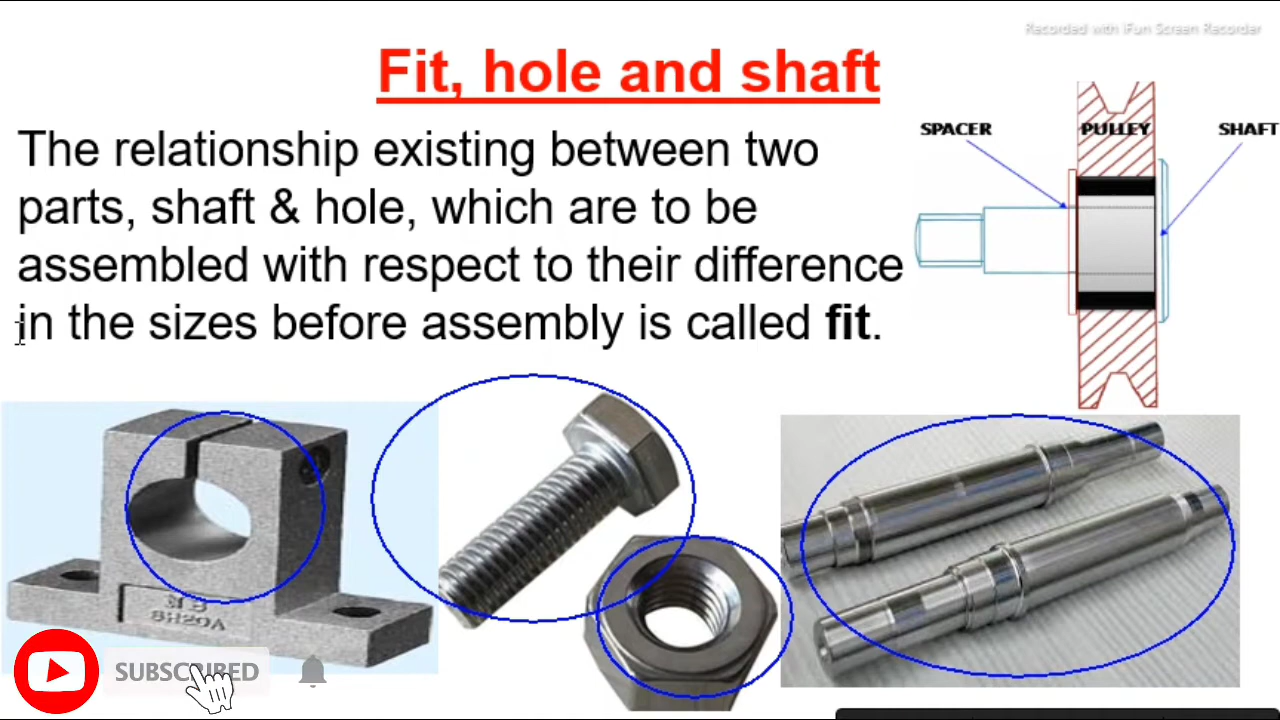 Recorded with iFun Screen Recorder
Fit, hole and shaft
SPACER
PULLEY
SHAFT
The relationship existing between two
parts, shaft & hole, which are to be
assembled with respect to their difference
in the sizes before assembly is called fit.
SH20A
SUBSCRIBED